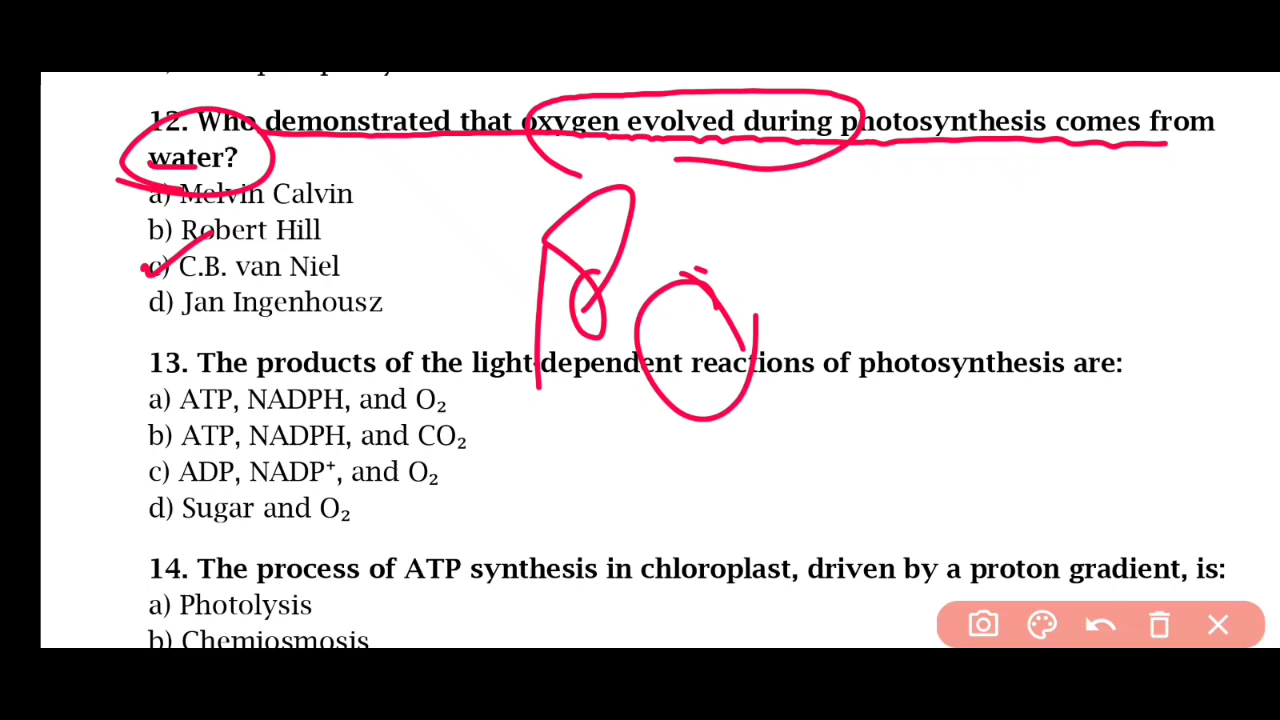 12. Who demonstrated that oxygen evolved during photosynthesis comes from
water?
a) Melvin Calvin
b) Robert Hill
c) C.B. van Niel
d) Jan Ingenhousz
13. The products of the light-dependent reactions of photosynthesis are:
a) ATP, NADPH, and O₂
b) ATP, NADPH, and CO₂
c) ADP, NADP⁺, and O₂
d) Sugar and O₂
14. The process of ATP synthesis in chloroplast, driven by a proton gradient, is:
a) Photolysis
b) Chemiosmosis